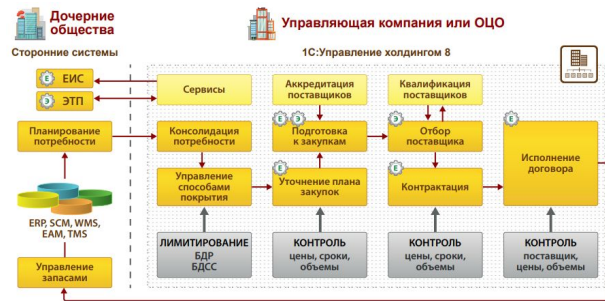 Дочерние
общества
Управляющая компания или ОЦО
Сторонние системы
1С:Управление холдингом 8
Е ЕИС
Э ЭТП
Сервисы
Аккредитация
поставщиков
Квалификация
поставщиков
Планирование
потребности
Консолидация
потребности
Е Э
Подготовка
к закупкам
Е Э
Отбор
поставщика
Е
Исполнение
договора
Управление
способами
покрытия
Е
Уточнение плана
закупок
Е
Контрактация
ERP, SCM, WMS,
EAM, TMS
ЛИМИТИРОВАНИЕ
БДР
БДСС
КОНТРОЛЬ
цены, сроки,
объемы
КОНТРОЛЬ
цены, сроки,
объемы
КОНТРОЛЬ
поставщик,
цены, объемы
Управление
запасами